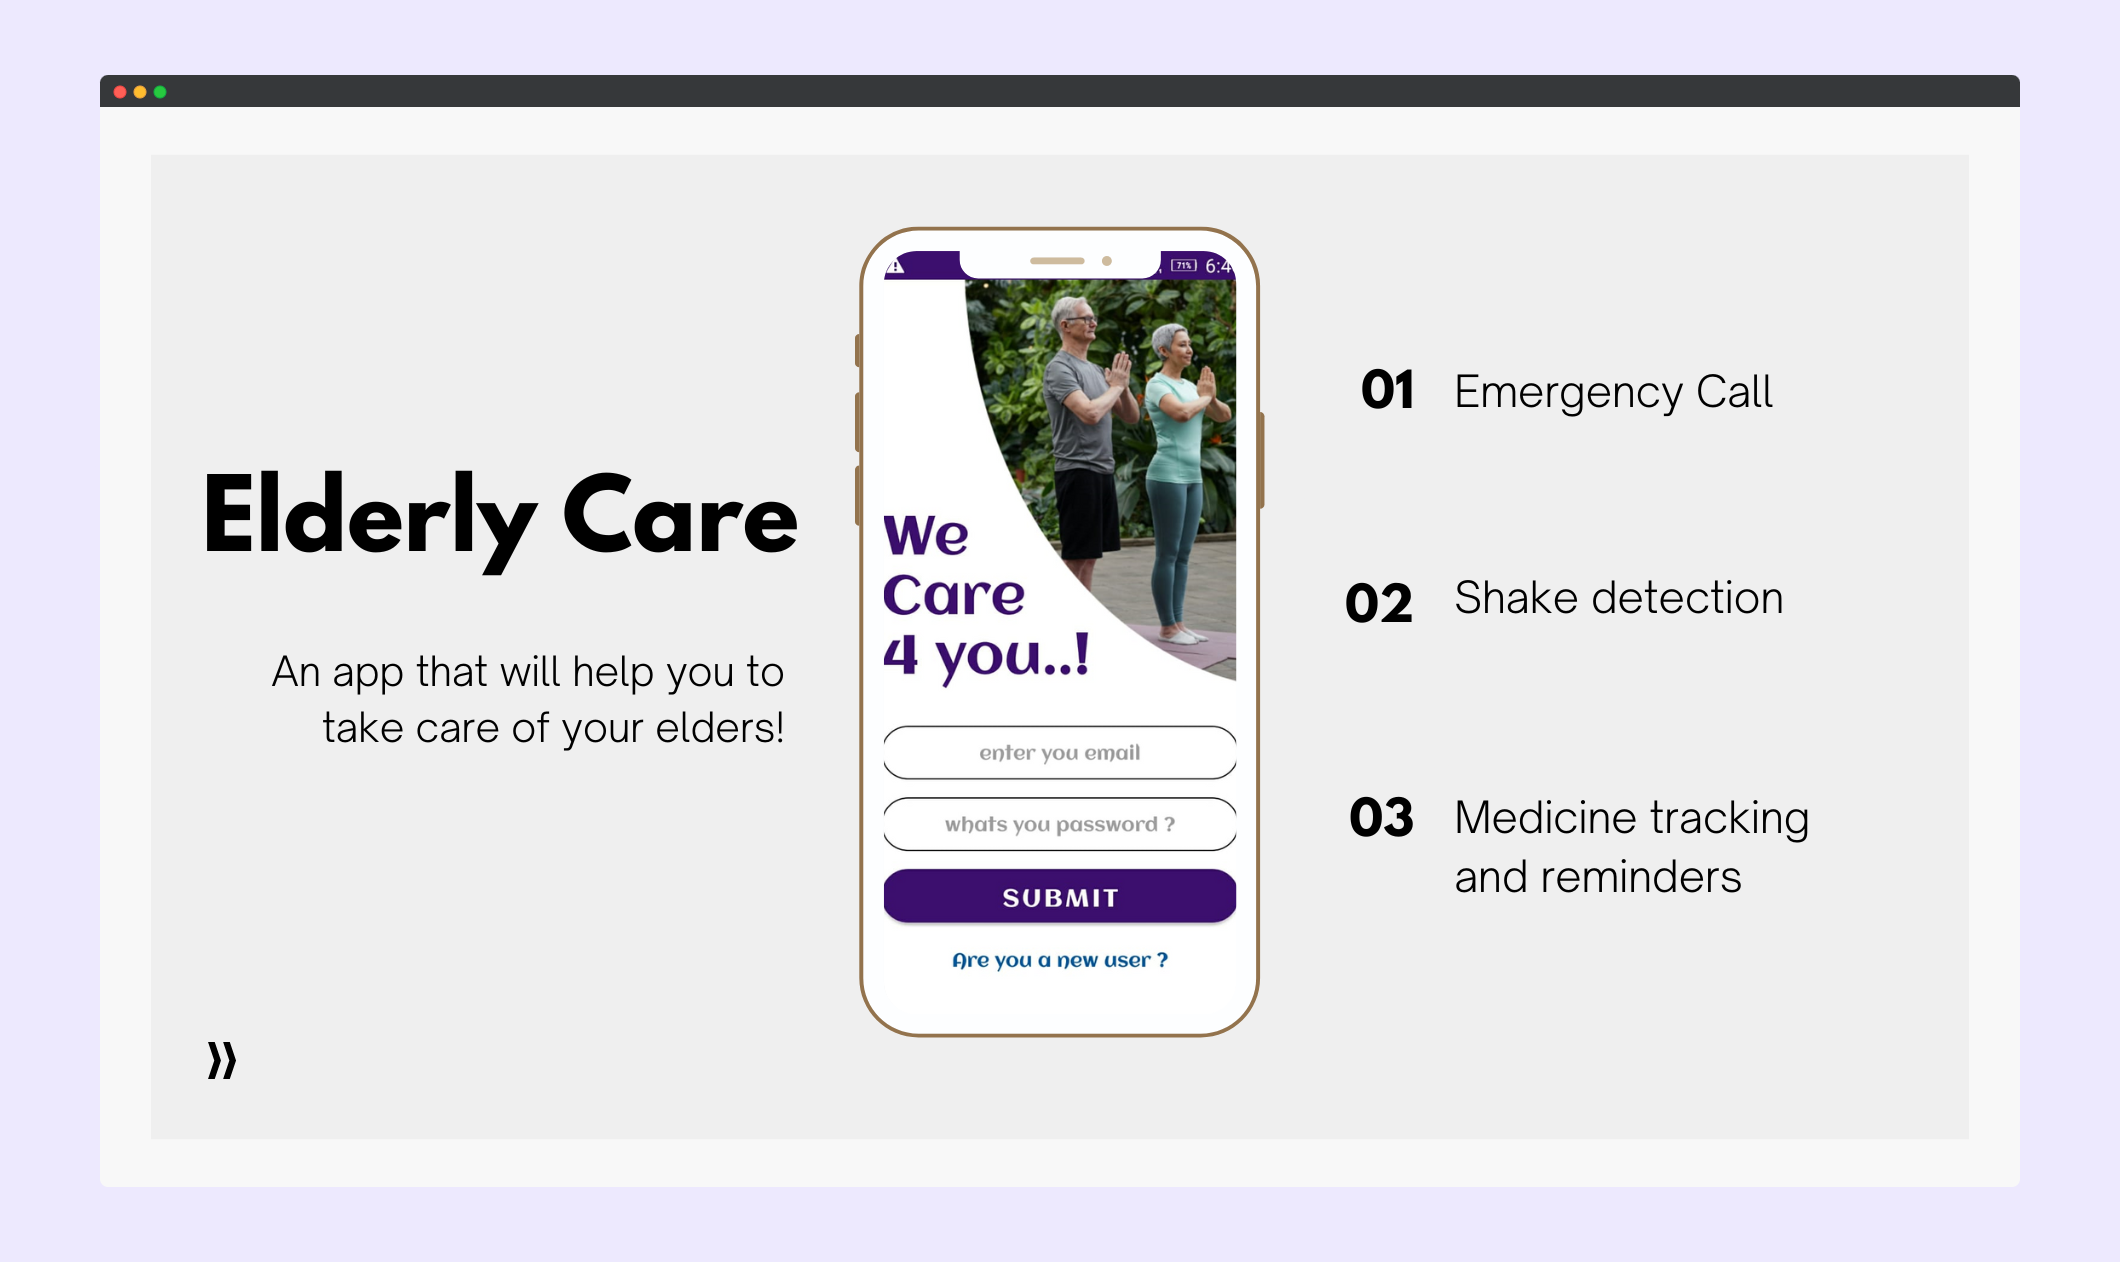 Elderly Care
An app that will help you to
take care of your elders!
71%
We
Care
4 you..!
enter you email
whats you password ?
SUBMIT
Are you a new user ?
01 Emergency Call
02 Shake detection
03 Medicine tracking
and reminders